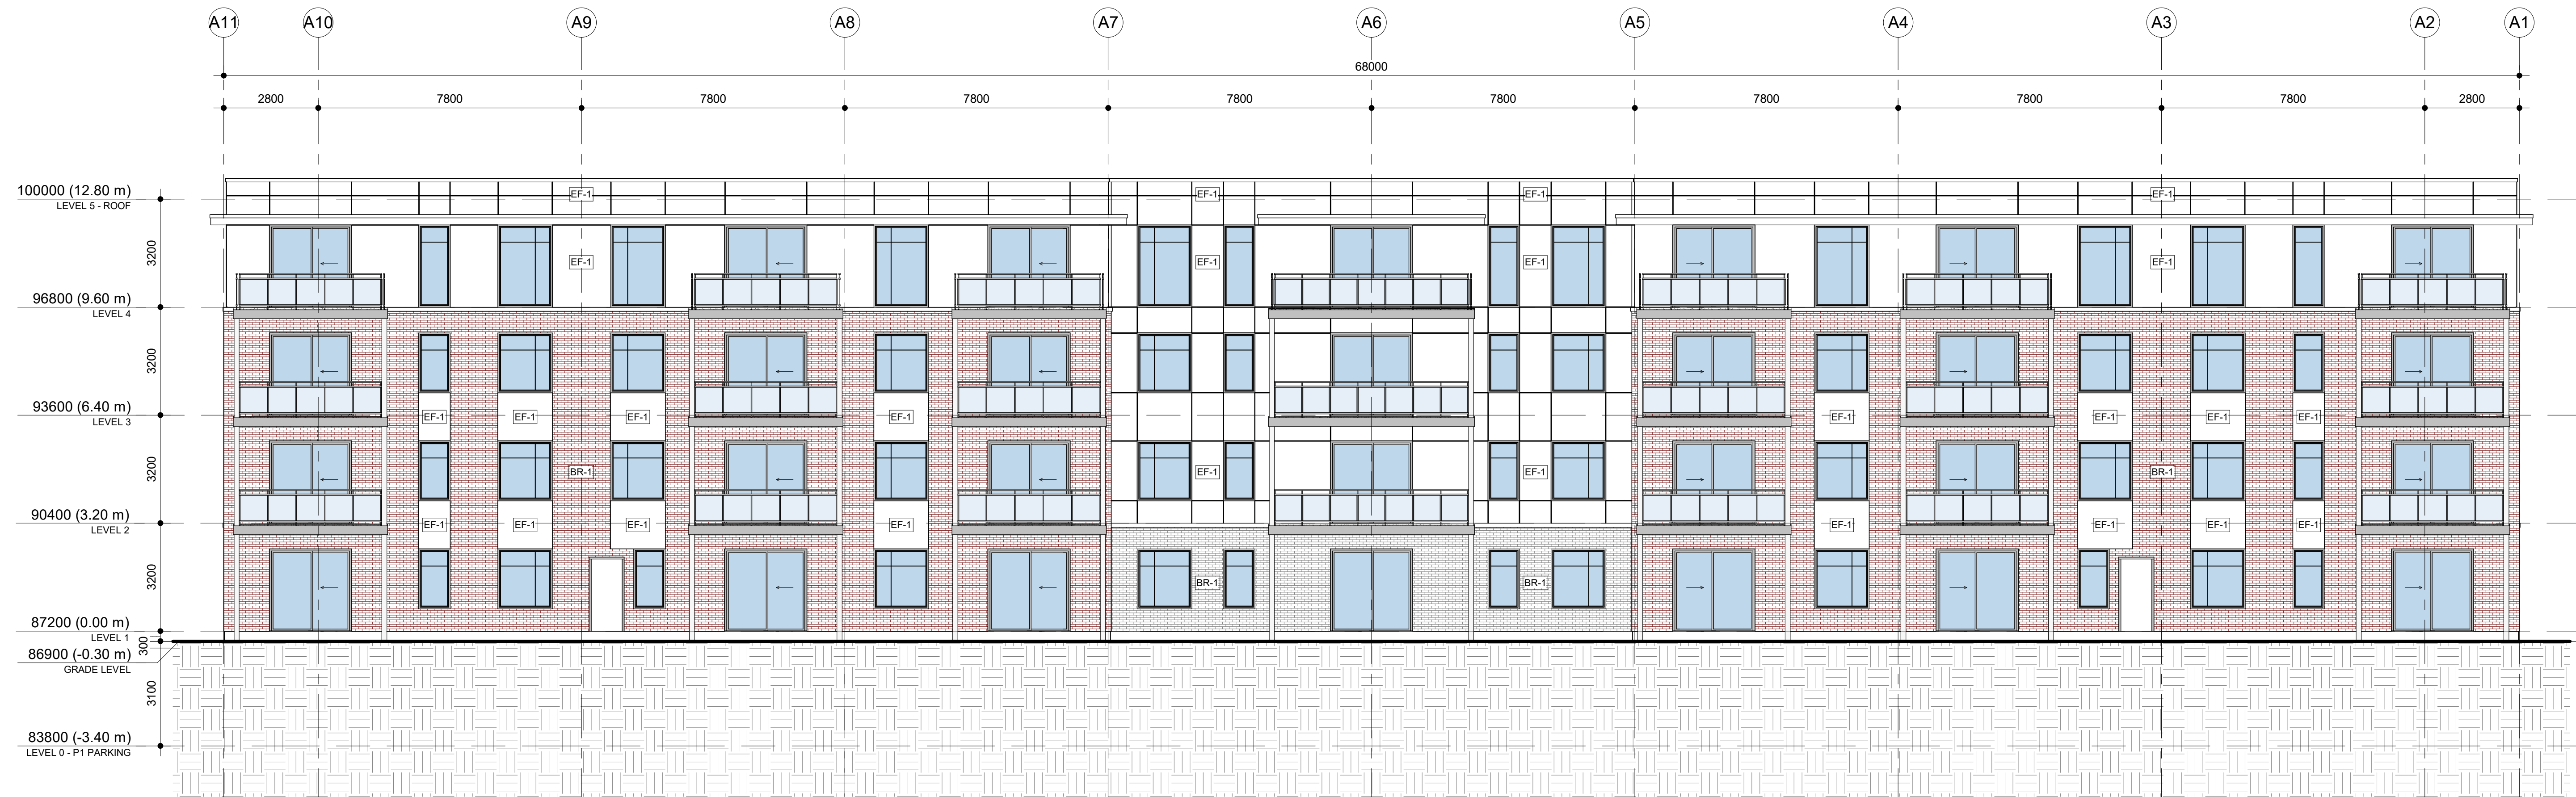 A11 A10 A9 A8 A7 A6 A5 A4 A3 A2 A1
68000
2800 7800 7800 7800 7800 7800 7800 7800 7800 2800
100000 (12.80 m)
LEVEL 5 - ROOF
EF-1 EF-1 EF-1 EF-1
3200
EF-1 EF-1 EF-1 EF-1
96800 (9.60 m)
LEVEL 4
3200
93600 (6.40 m)
LEVEL 3
EF-1 EF-1 EF-1 EF-1 EF-1 EF-1 EF-1 EF-1
3200
BR-1 EF-1 EF-1 BR-1
90400 (3.20 m)
LEVEL 2
EF-1 EF-1 EF-1 EF-1 EF-1 EF-1 EF-1 EF-1
3200
BR-1 BR-1
87200 (0.00 m)
LEVEL 1
300
86900 (-0.30 m)
GRADE LEVEL
3100
83800 (-3.40 m)
LEVEL 0 - P1 PARKING